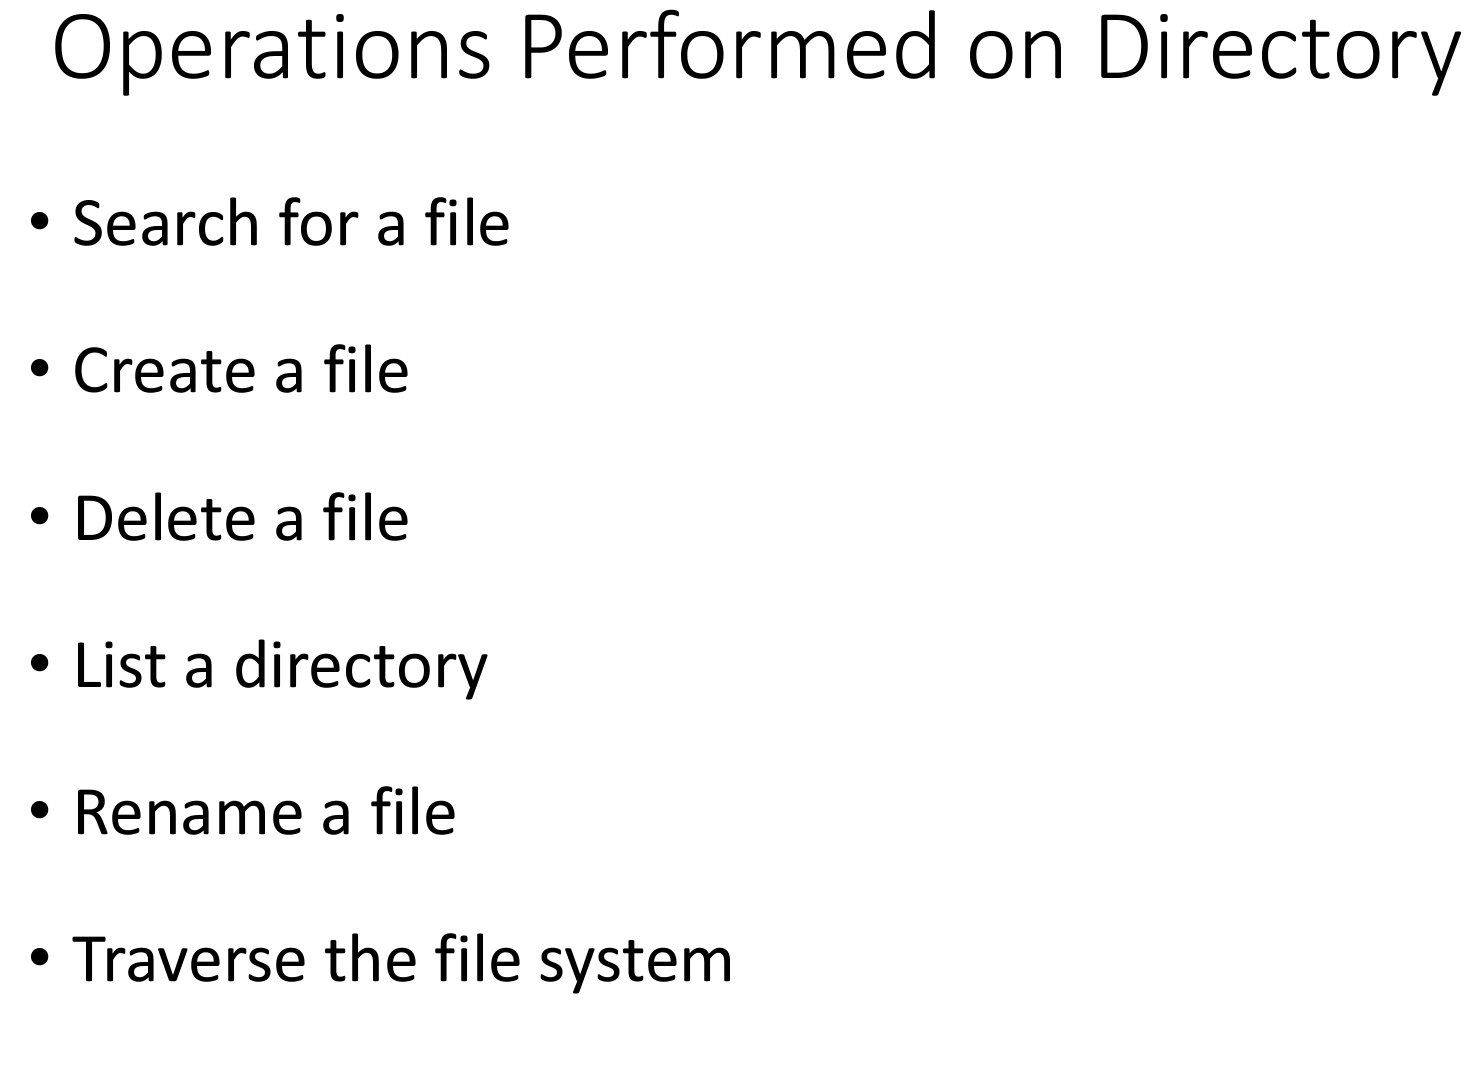 Operations Performed on Directory
• Search for a file
• Create a file
• Delete a file
• List a directory
• Rename a file
• Traverse the file system